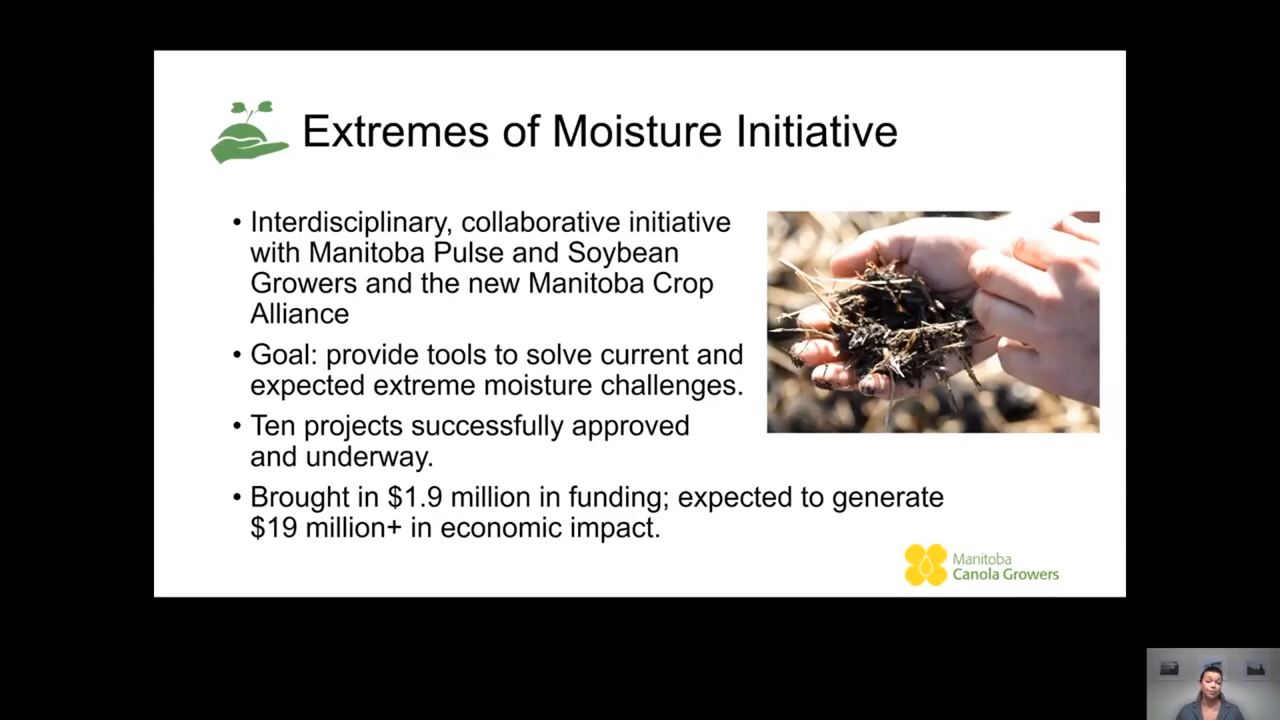 Extremes of Moisture Initiative
• Interdisciplinary, collaborative initiative
with Manitoba Pulse and Soybean
Growers and the new Manitoba Crop
Alliance
• Goal: provide tools to solve current and
expected extreme moisture challenges.
• Ten projects successfully approved
and underway.
• Brought in $1.9 million in funding; expected to generate
$19 million+ in economic impact.
Manitoba
Canola Growers